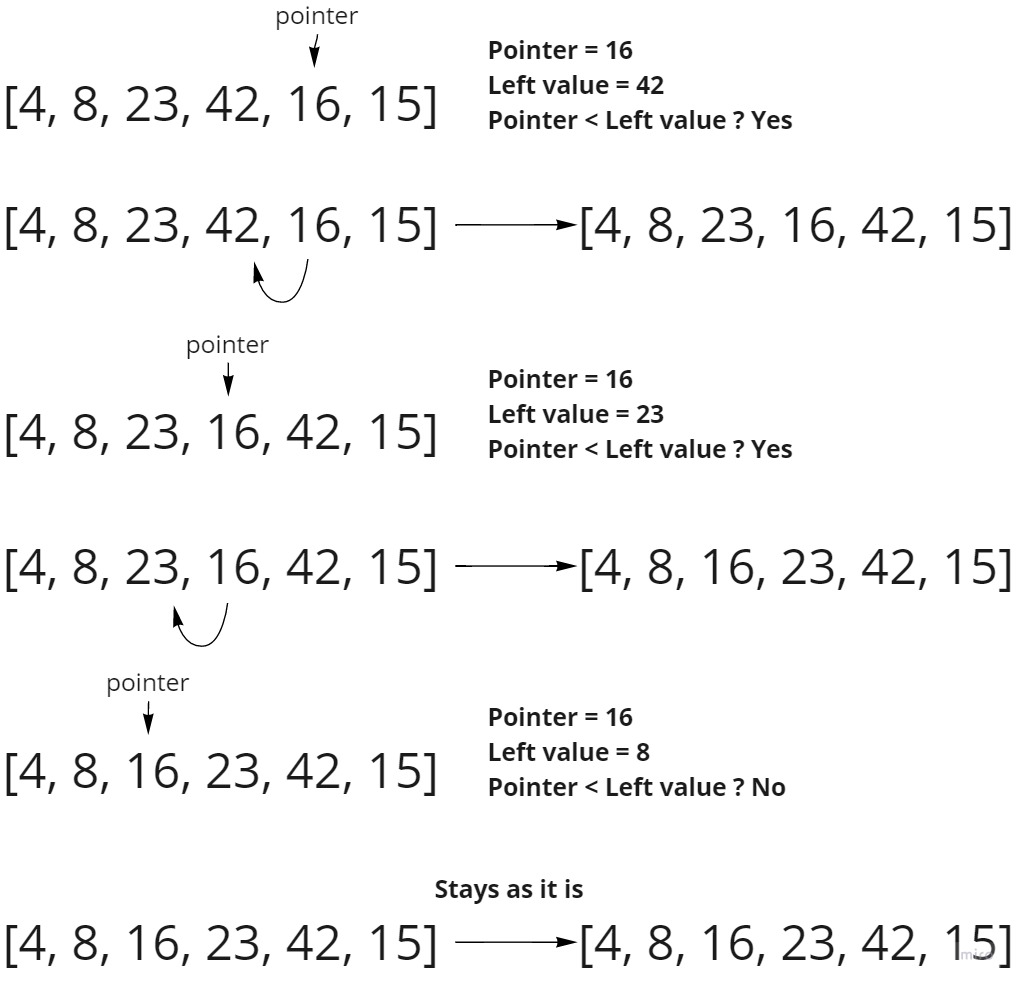 pointer
Pointer = 16
Left value = 42
Pointer < Left value ? Yes
[4, 8, 23, 42, 16, 15]
[4, 8, 23, 42, 16, 15] [4, 8, 23, 16, 42, 15]
pointer
Pointer = 16
Left value = 23
Pointer < Left value ? Yes
[4, 8, 23, 16, 42, 15]
[4, 8, 23, 16, 42, 15] [4, 8, 16, 23, 42, 15]
pointer
Pointer = 16
Left value = 8
Pointer < Left value ? No
[4, 8, 16, 23, 42, 15]
Stays as it is
[4, 8, 16, 23, 42, 15] [4, 8, 16, 23, 42, 15]
miro